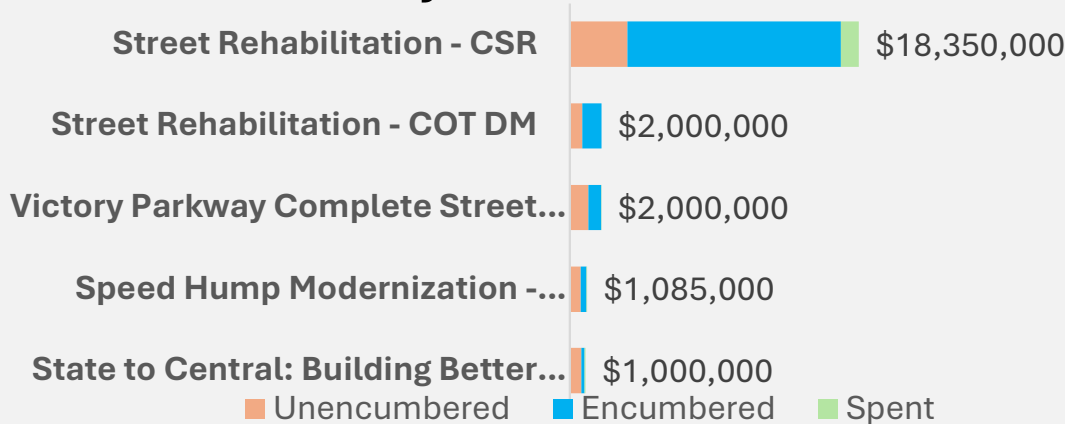 Street Rehabilitation - CSR $18,350,000
Street Rehabilitation - COT DM $2,000,000
Victory Parkway Complete Street... $2,000,000
Speed Hump Modernization -... $1,085,000
State to Central: Building Better... $1,000,000
Unencumbered Encumbered Spent